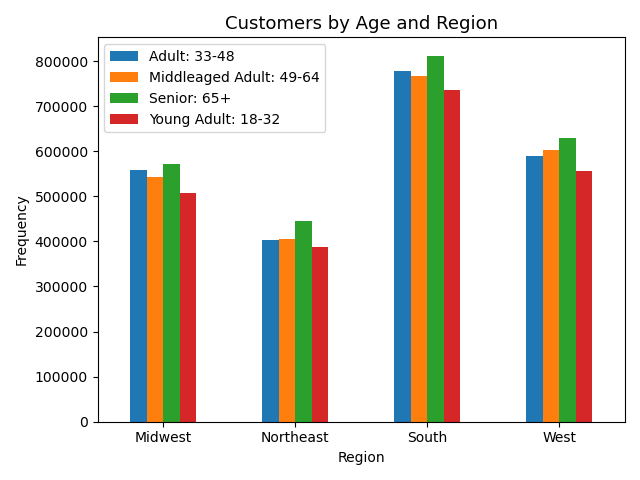 Customers by Age and Region
Adult: 33-48
Middleaged Adult: 49-64
Senior: 65+
Young Adult: 18-32
800000
700000
600000
500000
400000
300000
200000
100000
0
Frequency
Midwest Northeast South West
Region